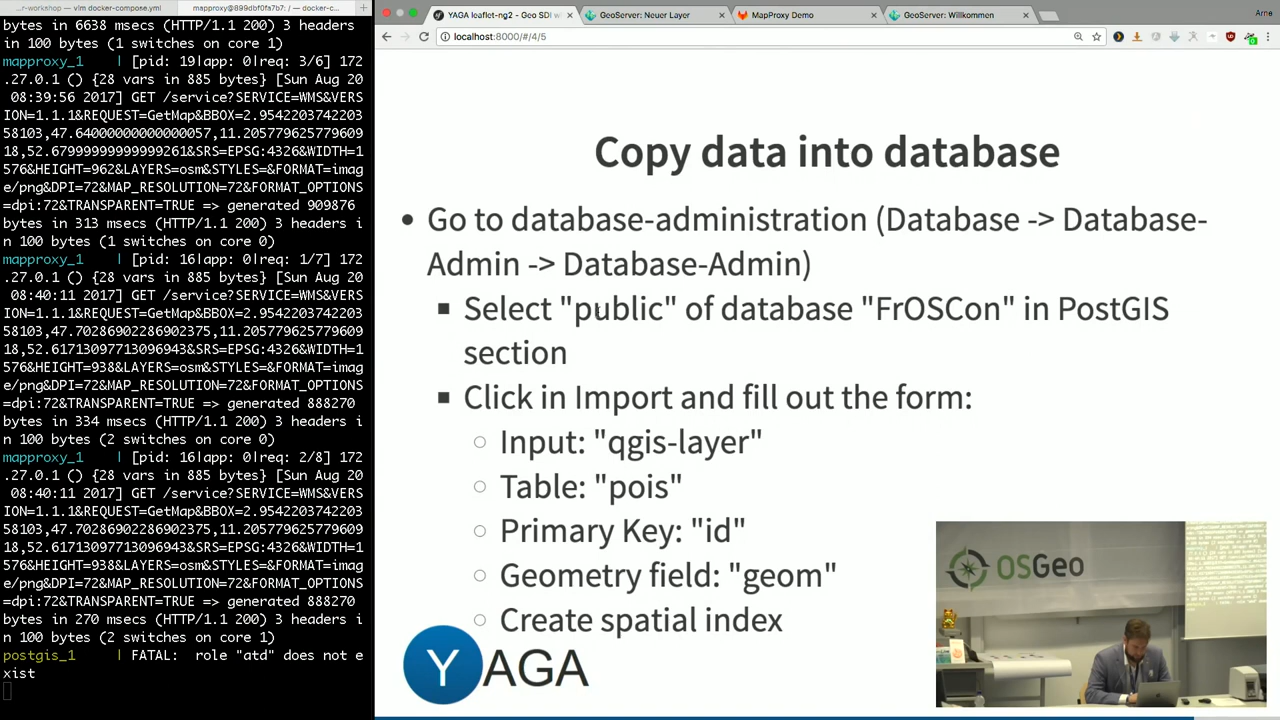 r-workshop — vim docker-compose.yml
mapproxy@899dbf0fa7b7: / — docker-c...
bytes in 6638 msecs (HTTP/1.1 200) 3 headers
in 100 bytes (1 switches on core 1)
mapproxy_1 | [pid: 19|app: 0|req: 3/6] 172
.27.0.1 () {28 vars in 885 bytes} [Sun Aug 20
08:39:56 2017] GET /service?SERVICE=WMS&VERS
ION=1.1.1&REQUEST=GetMap&BBOX=2.9542203742203
58103,47.64000000000000057,11.205779625779609
18,52.67999999999999261&SRS=EPSG:4326&WIDTH=1
576&HEIGHT=962&LAYERS=osm&STYLES=&FORMAT=imag
e/png&DPI=72&MAP_RESOLUTION=72&FORMAT_OPTIONS
=dpi:72&TRANSPARENT=TRUE => generated 909876
bytes in 313 msecs (HTTP/1.1 200) 3 headers i
n 100 bytes (1 switches on core 0)
mapproxy_1 | [pid: 16|app: 0|req: 1/7] 172
.27.0.1 () {28 vars in 885 bytes} [Sun Aug 20
08:40:11 2017] GET /service?SERVICE=WMS&VERS
ION=1.1.1&REQUEST=GetMap&BBOX=2.9542203742203
58103,47.70286902286902375,11.205779625779609
18,52.61713097713096943&SRS=EPSG:4326&WIDTH=1
576&HEIGHT=938&LAYERS=osm&STYLES=&FORMAT=imag
e/png&DPI=72&MAP_RESOLUTION=72&FORMAT_OPTIONS
=dpi:72&TRANSPARENT=TRUE => generated 888270
bytes in 334 msecs (HTTP/1.1 200) 3 headers i
n 100 bytes (2 switches on core 0)
mapproxy_1 | [pid: 16|app: 0|req: 2/8] 172
.27.0.1 () {28 vars in 885 bytes} [Sun Aug 20
08:40:11 2017] GET /service?SERVICE=WMS&VERS
ION=1.1.1&REQUEST=GetMap&BBOX=2.9542203742203
58103,47.70286902286902375,11.205779625779609
18,52.61713097713096943&SRS=EPSG:4326&WIDTH=1
576&HEIGHT=938&LAYERS=osm&STYLES=&FORMAT=imag
e/png&DPI=72&MAP_RESOLUTION=72&FORMAT_OPTIONS
=dpi:72&TRANSPARENT=TRUE => generated 888270
bytes in 270 msecs (HTTP/1.1 200) 3 headers i
n 100 bytes (2 switches on core 1)
postgis_1 | FATAL: role "atd" does not e
xist
YAGA leaflet-ng2 - Geo SDI wi
GeoServer: Neuer Layer
MapProxy Demo
GeoServer: Willkommen
Arne
localhost:8000/#/4/5
Copy data into database
Go to database-administration (Database -> Database-
Admin -> Database-Admin)
Select "public" of database "FrOSCon" in PostGIS
section
Click in Import and fill out the form:
Input: "qgis-layer"
Table: "pois"
Primary Key: "id"
Geometry field: "geom"
Create spatial index
YAGA
OSGeo